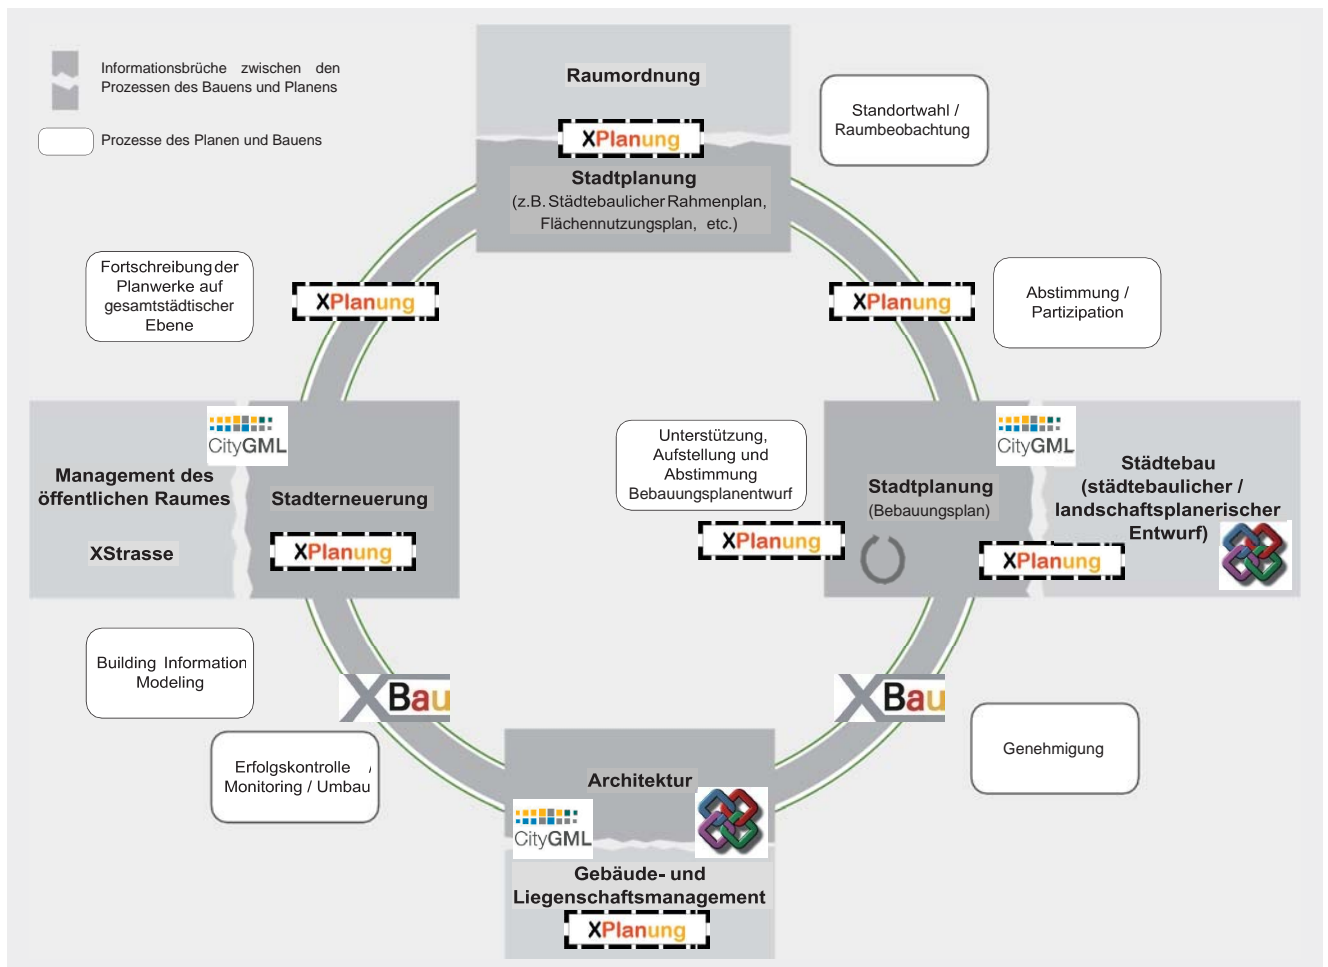 Informationsbrüche zwischen den
Prozessen des Bauens und Planens
Prozesse des Planen und Bauens
Raumordnung
XPlanung
Stadtplanung
(z.B. Städtebaulicher Rahmenplan,
Flächennutzungsplan, etc.)
Standortwahl /
Raumbeobachtung
Fortschreibung der
Planwerke auf
gesamtstädtischer
Ebene
XPlanung
XPlanung
Abstimmung /
Partizipation
CityGML
Management des
öffentlichen Raumes
XStrasse
Stadterneuerung
XPlanung
Unterstützung,
Aufstellung und
Abstimmung
Bebauungsplanentwurf
XPlanung
Stadtplanung
(Bebauungsplan)
CityGML
Städtebau
(städtebaulicher /
landschaftsplanerischer
Entwurf)
XPlanung
Building Information
Modeling
XBau
XBau
Erfolgskontrolle /
Monitoring / Umbau
Genehmigung
Architektur
CityGML
Gebäude- und
Liegenschaftsmanagement
XPlanung